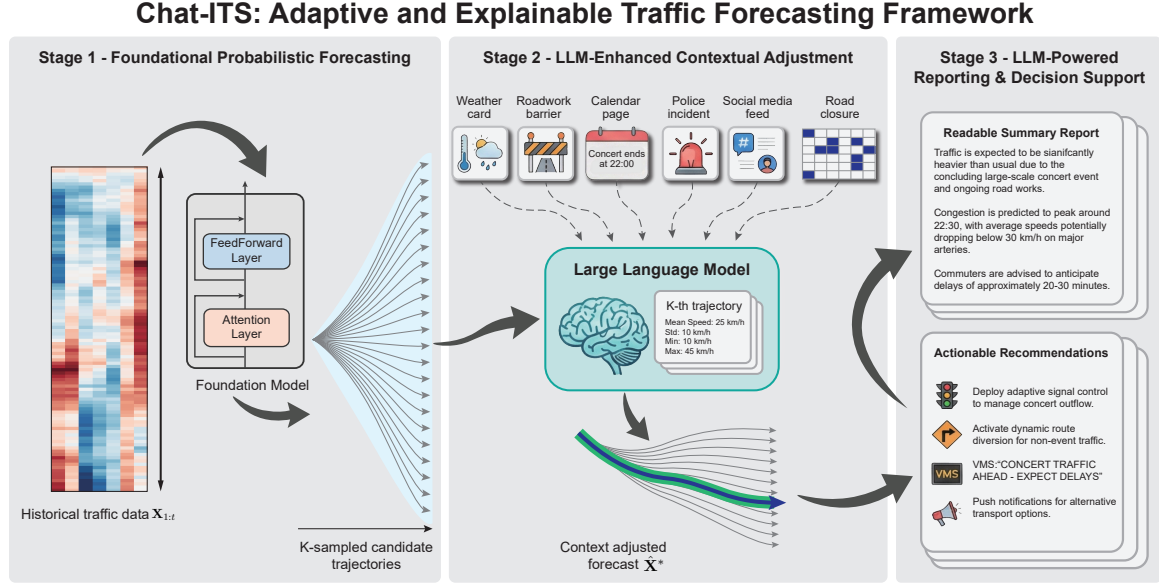 Chat-ITS: Adaptive and Explainable Traffic Forecasting Framework
Stage 1 - Foundational Probabilistic Forecasting
FeedForward
Layer
Attention
Layer
Foundation Model
Historical traffic data X1:t
K-sampled candidate
trajectories
Stage 2 - LLM-Enhanced Contextual Adjustment
Weather
card
Roadwork
barrier
Calendar
page
Police
incident
Social media
feed
Road
closure
Concert ends
at 22:00
#
Large Language Model
K-th trajectory
Mean Speed: 25 km/h
Std: 10 km/h
Min: 10 km/h
Max: 45 km/h
Context adjusted
forecast X̂*
Stage 3 - LLM-Powered
Reporting & Decision Support
Readable Summary Report
Traffic is expected to be sianifcantly
heavier than usual due to the
concluding large-scale concert event
and ongoing road works.
Congestion is predicted to peak around
22:30, with average speeds potentially
dropping below 30 km/h on major
arteries.
Commuters are advised to anticipate
delays of approximately 20-30 minutes.
Actionable Recommendations
Deploy adaptive signal control
to manage concert outflow.
Activate dynamic route
diversion for non-event traffic.
VMS
VMS:“CONCERT TRAFFIC
AHEAD - EXPECT DELAYS”
Push notifications for alternative
transport options.